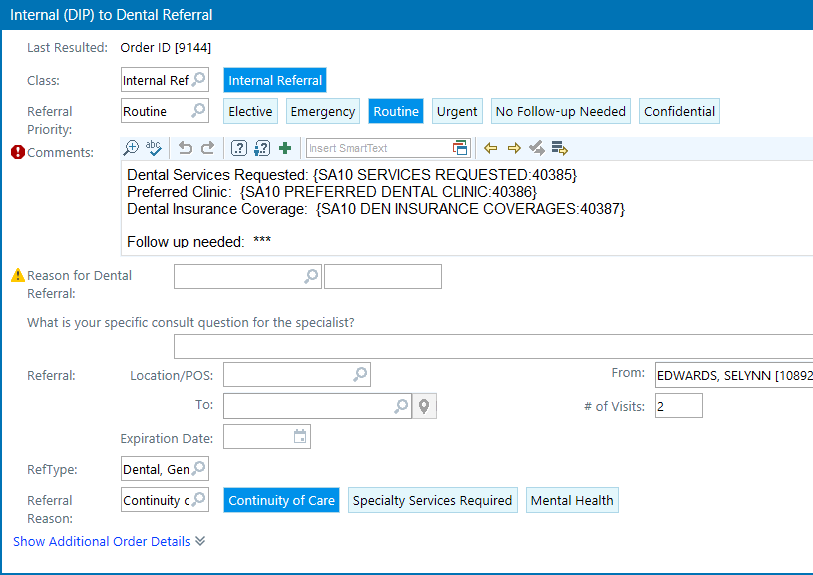 Internal (DIP) to Dental Referral
Last Resulted: Order ID [9144]
Class: Internal Ref Internal Referral
Referral Priority: Routine Elective Emergency Routine Urgent No Follow-up Needed Confidential
Comments: abc Insert SmartText
Dental Services Requested: {SA10 SERVICES REQUESTED:40385}
Preferred Clinic: {SA10 PREFERRED DENTAL CLINIC:40386}
Dental Insurance Coverage: {SA10 DEN INSURANCE COVERAGES:40387}
Follow up needed: ***
Reason for Dental
Referral:
What is your specific consult question for the specialist?
Referral: Location/POS: From: EDWARDS, SELYNN [10892
To: # of Visits: 2
Expiration Date:
RefType: Dental, Gen
Referral Reason: Continuity c Continuity of Care Specialty Services Required Mental Health
Show Additional Order Details